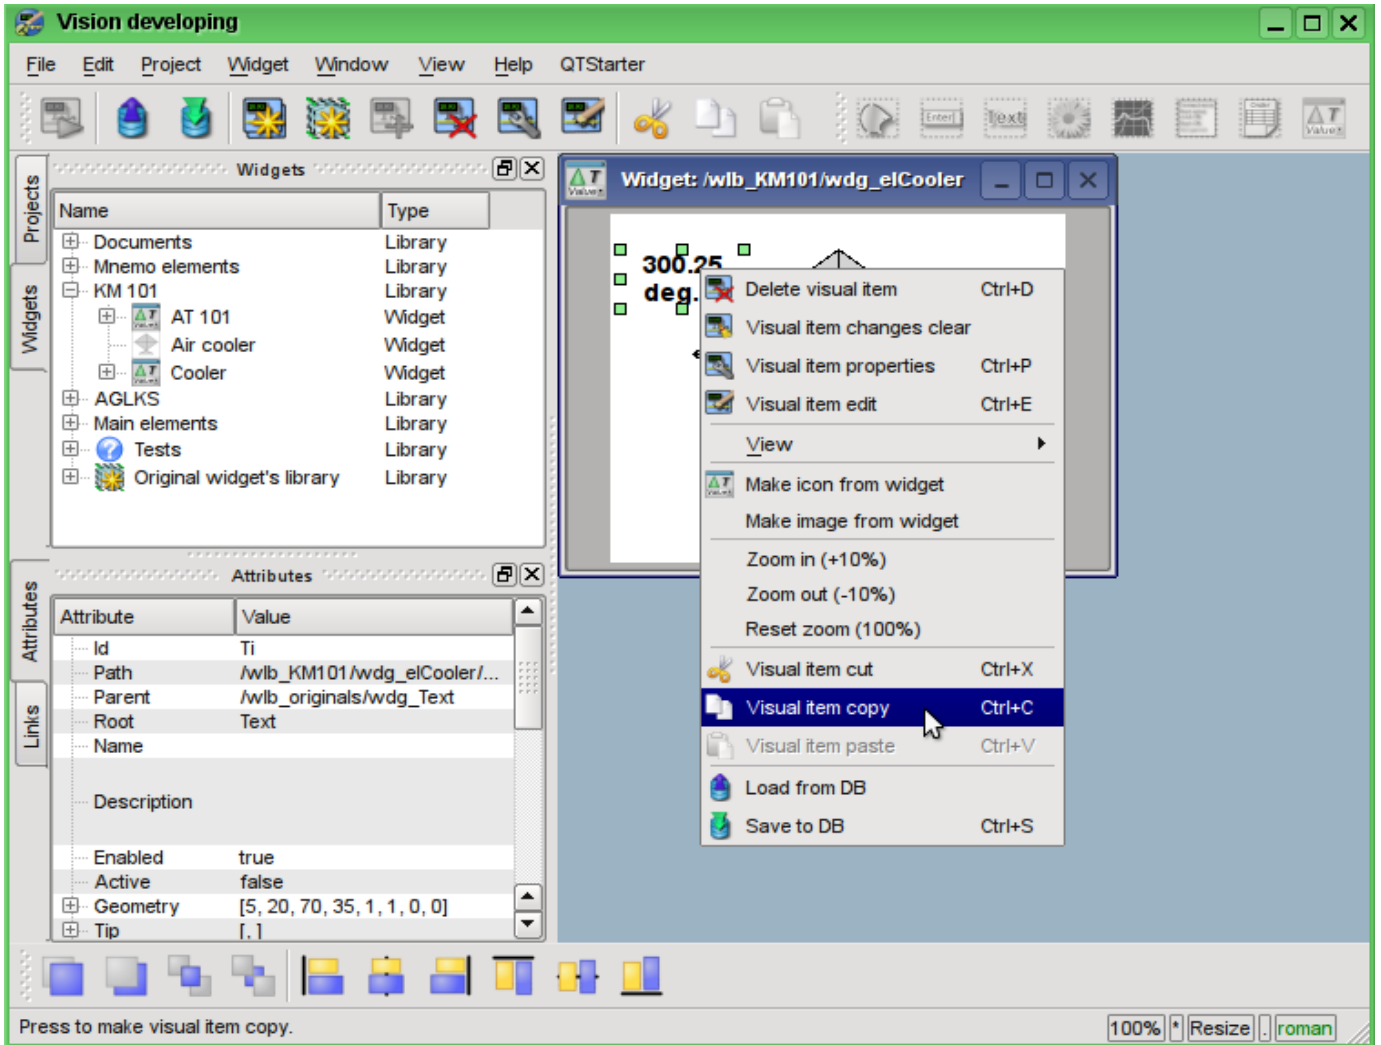 Vision developing
File Edit Project Widget Window View Help QTStarter
Enter Text Value
Projects
Widgets
Widgets
Name Type
Documents Library
Mnemo elements Library
KM 101 Library
AT 101 Widget
Air cooler Widget
Cooler Widget
AGLKS Library
Main elements Library
Tests Library
Original widget's library Library
Widget: /wlb_KM101/wdg_elCooler
300.25
deg.
Delete visual item Ctrl+D
Visual item changes clear
Visual item properties Ctrl+P
Visual item edit Ctrl+E
View
Make icon from widget
Make image from widget
Zoom in (+10%)
Zoom out (-10%)
Reset zoom (100%)
Visual item cut Ctrl+X
Visual item copy Ctrl+C
Visual item paste Ctrl+V
Load from DB
Save to DB Ctrl+S
Attributes
Links
Attributes
Attribute Value
Id Ti
Path /wlb_KM101/wdg_elCooler/...
Parent /wlb_originals/wdg_Text
Root Text
Name
Description
Enabled true
Active false
Geometry [5, 20, 70, 35, 1, 1, 0, 0]
Tip [, ]
Press to make visual item copy.
100% * Resize . roman